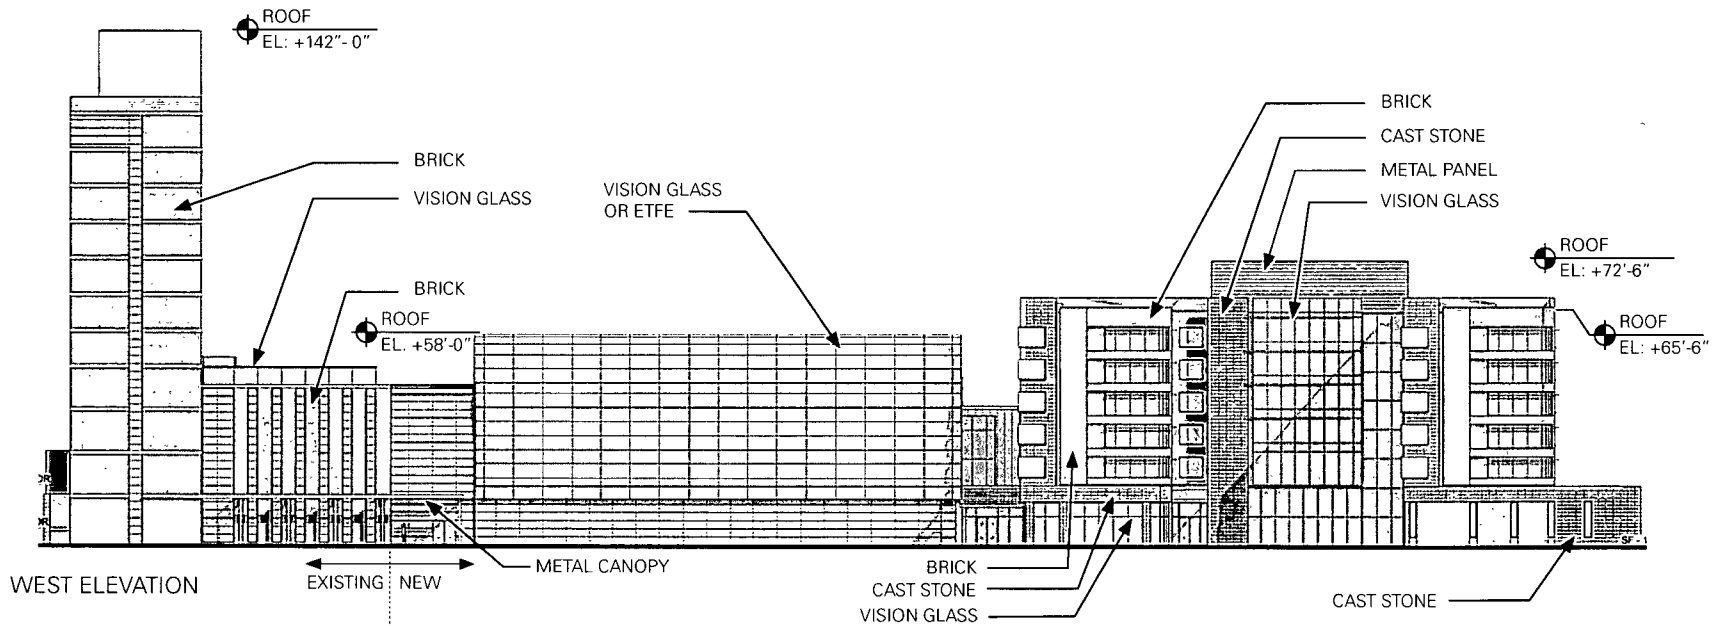 ROOF
EL: +142"-0"
BRICK
VISION GLASS
BRICK
ROOF
EL. +58'-0"
VISION GLASS
OR ETFE
BRICK
CAST STONE
METAL PANEL
VISION GLASS
ROOF
EL: +72'-6"
ROOF
EL: +65'-6"
WEST ELEVATION
EXISTING
NEW
METAL CANOPY
BRICK
CAST STONE
VISION GLASS
CAST STONE